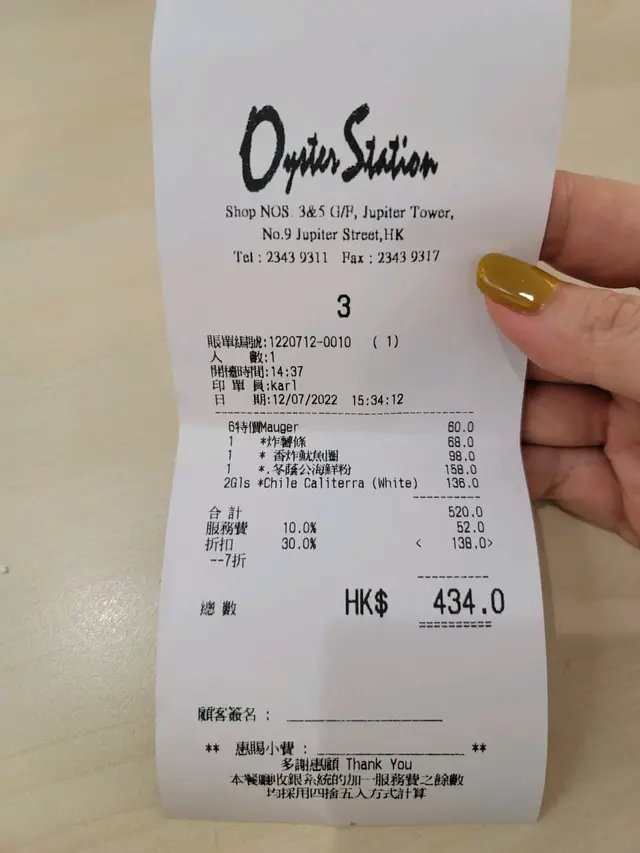 Oyster Station
Shop NOS. 3&5 G/F, Jupiter Tower,
No.9 Jupiter Street,HK
Tel : 2343 9311 Fax : 2343 9317
3
賬單編號:1220712-0010 ( 1)
人 數:1
開檯時間:14:37
印 單 員:karl
日 期:12/07/2022 15:34:12
6特價Mauger 60.0
1 *炸薯條 68.0
1 * 香炸魷魚圈 98.0
1 *.冬蔭公海鮮粉 158.0
2Gls *Chile Caliterra (White) 136.0
合 計 520.0
服務費 10.0% 52.0
折扣 30.0% < 138.0>
--7折
總 數 HK$ 434.0
顧客簽名 :
** 惠賜小費 : **
多謝惠顧 Thank You
本餐廳收銀系統的加一服務費之餘數
均採用四捨五入方式計算